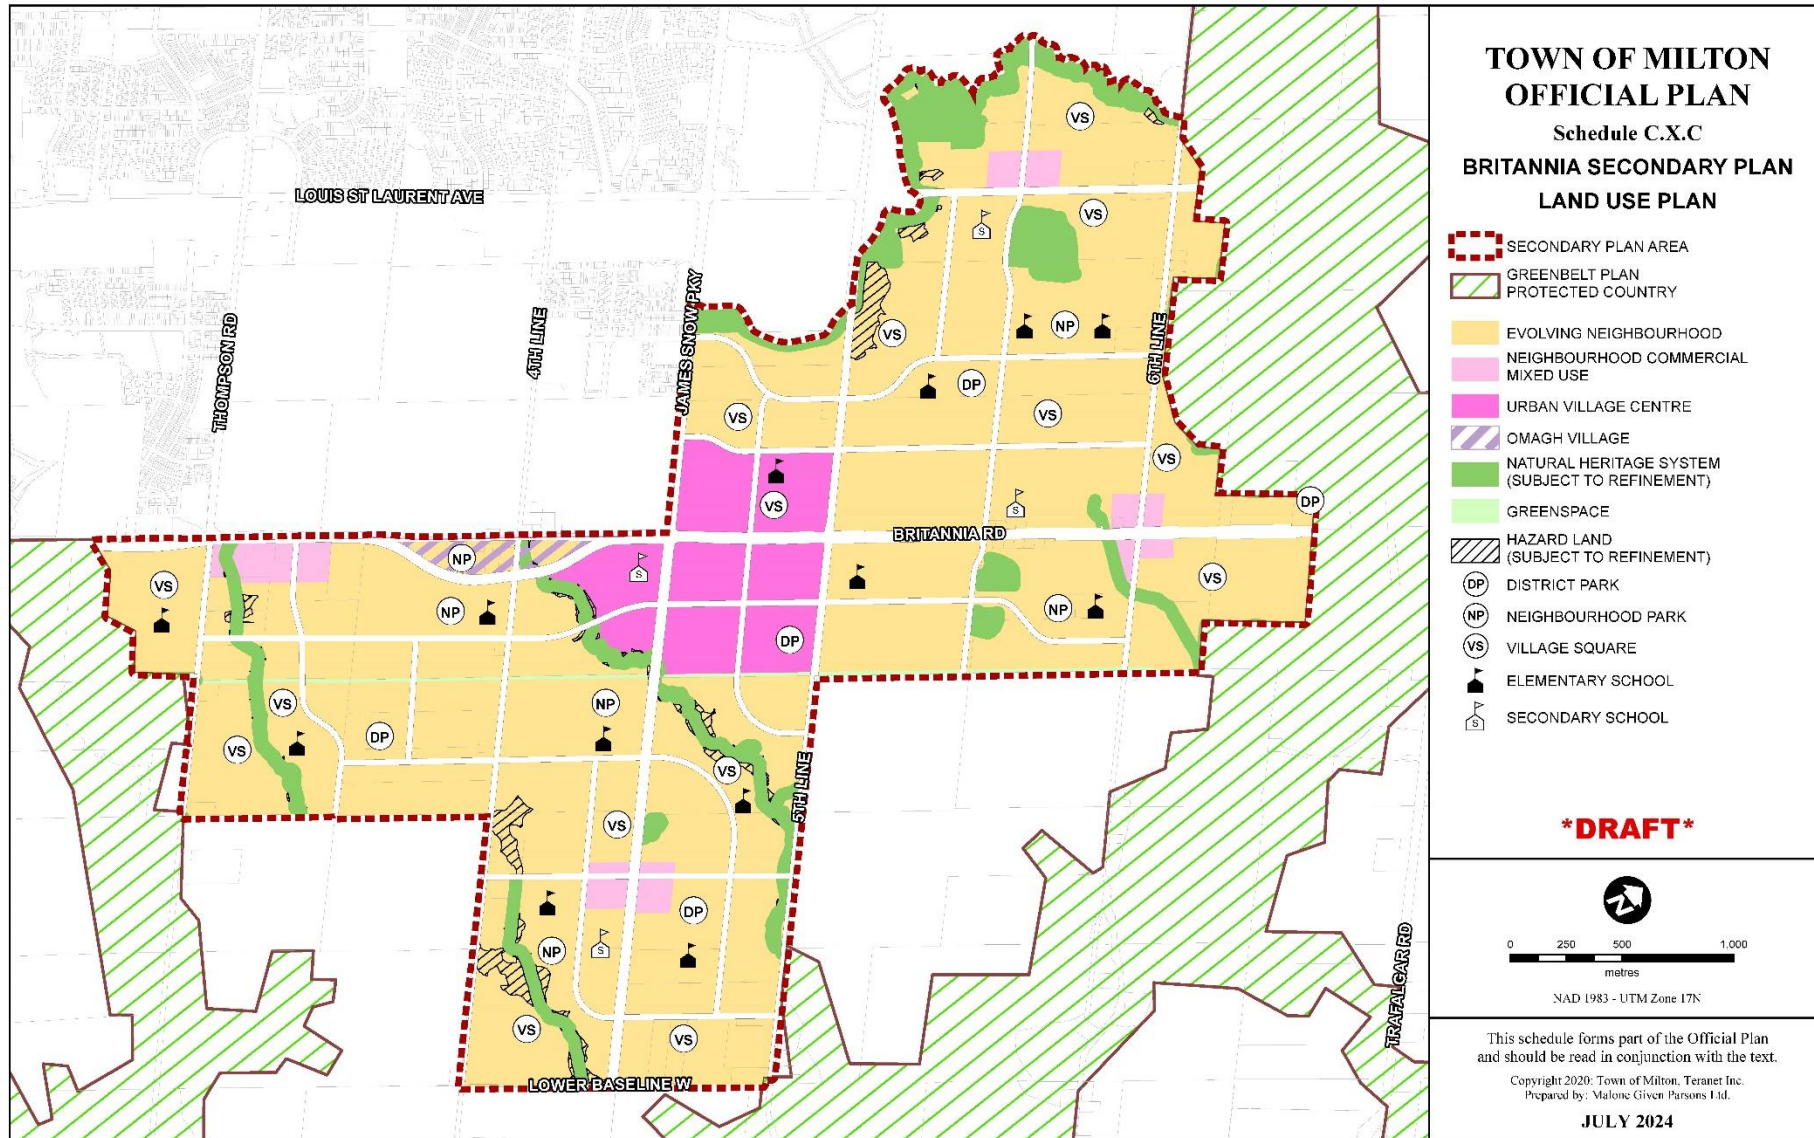 TOWN OF MILTON
OFFICIAL PLAN
Schedule C.X.C
BRITANNIA SECONDARY PLAN
LAND USE PLAN
SECONDARY PLAN AREA
GREENBELT PLAN
PROTECTED COUNTRY
EVOLVING NEIGHBOURHOOD
NEIGHBOURHOOD COMMERCIAL
MIXED USE
URBAN VILLAGE CENTRE
OMAGH VILLAGE
NATURAL HERITAGE SYSTEM
(SUBJECT TO REFINEMENT)
GREENSPACE
HAZARD LAND
(SUBJECT TO REFINEMENT)
DP DISTRICT PARK
NP NEIGHBOURHOOD PARK
VS VILLAGE SQUARE
ELEMENTARY SCHOOL
S SECONDARY SCHOOL
*DRAFT*
N
0 250 500 1,000
metres
NAD 1983 - UTM Zone 17N
This schedule forms part of the Official Plan
and should be read in conjunction with the text.
Copyright 2020: Town of Milton, Teranet Inc.
Prepared by: Malone Given Parsons Ltd.
JULY 2024
LOUIS ST LAURENT AVE
THOMPSON RD
4TH LINE
JAMES SNOW PKY
6TH LINE
BRITANNIA RD
5TH LINE
LOWER BASELINE W
TRAFALGAR RD
VS
VS
S
NP
VS
DP
VS
VS
VS
VS
S
DP
NP
S
VS
NP
NP
VS
DP
VS
NP
DP
VS
VS
VS
DP
NP
S
VS
VS